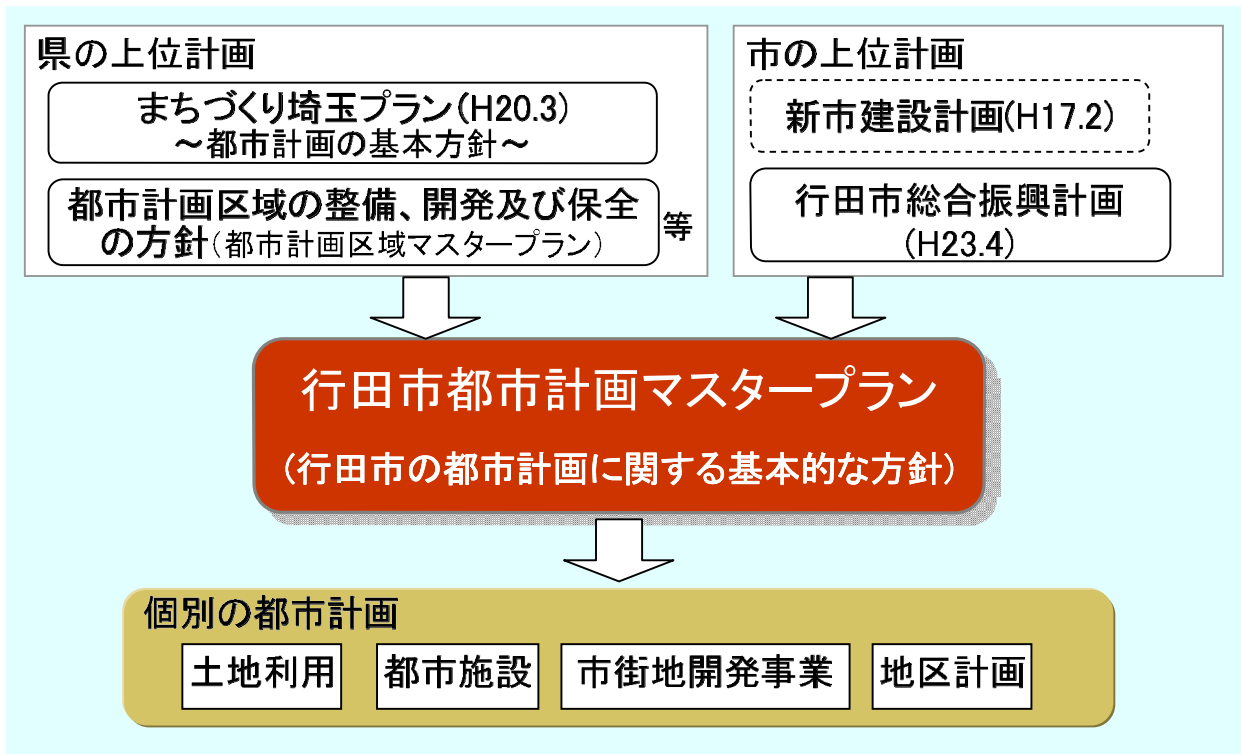 県の上位計画
まちづくり埼玉プラン(H20.3)
～都市計画の基本方針～
都市計画区域の整備、開発及び保全
の方針(都市計画区域マスタープラン)
等
市の上位計画
新市建設計画(H17.2)
行田市総合振興計画
(H23.4)
行田市都市計画マスタープラン
(行田市の都市計画に関する基本的な方針)
個別の都市計画
土地利用
都市施設
市街地開発事業
地区計画